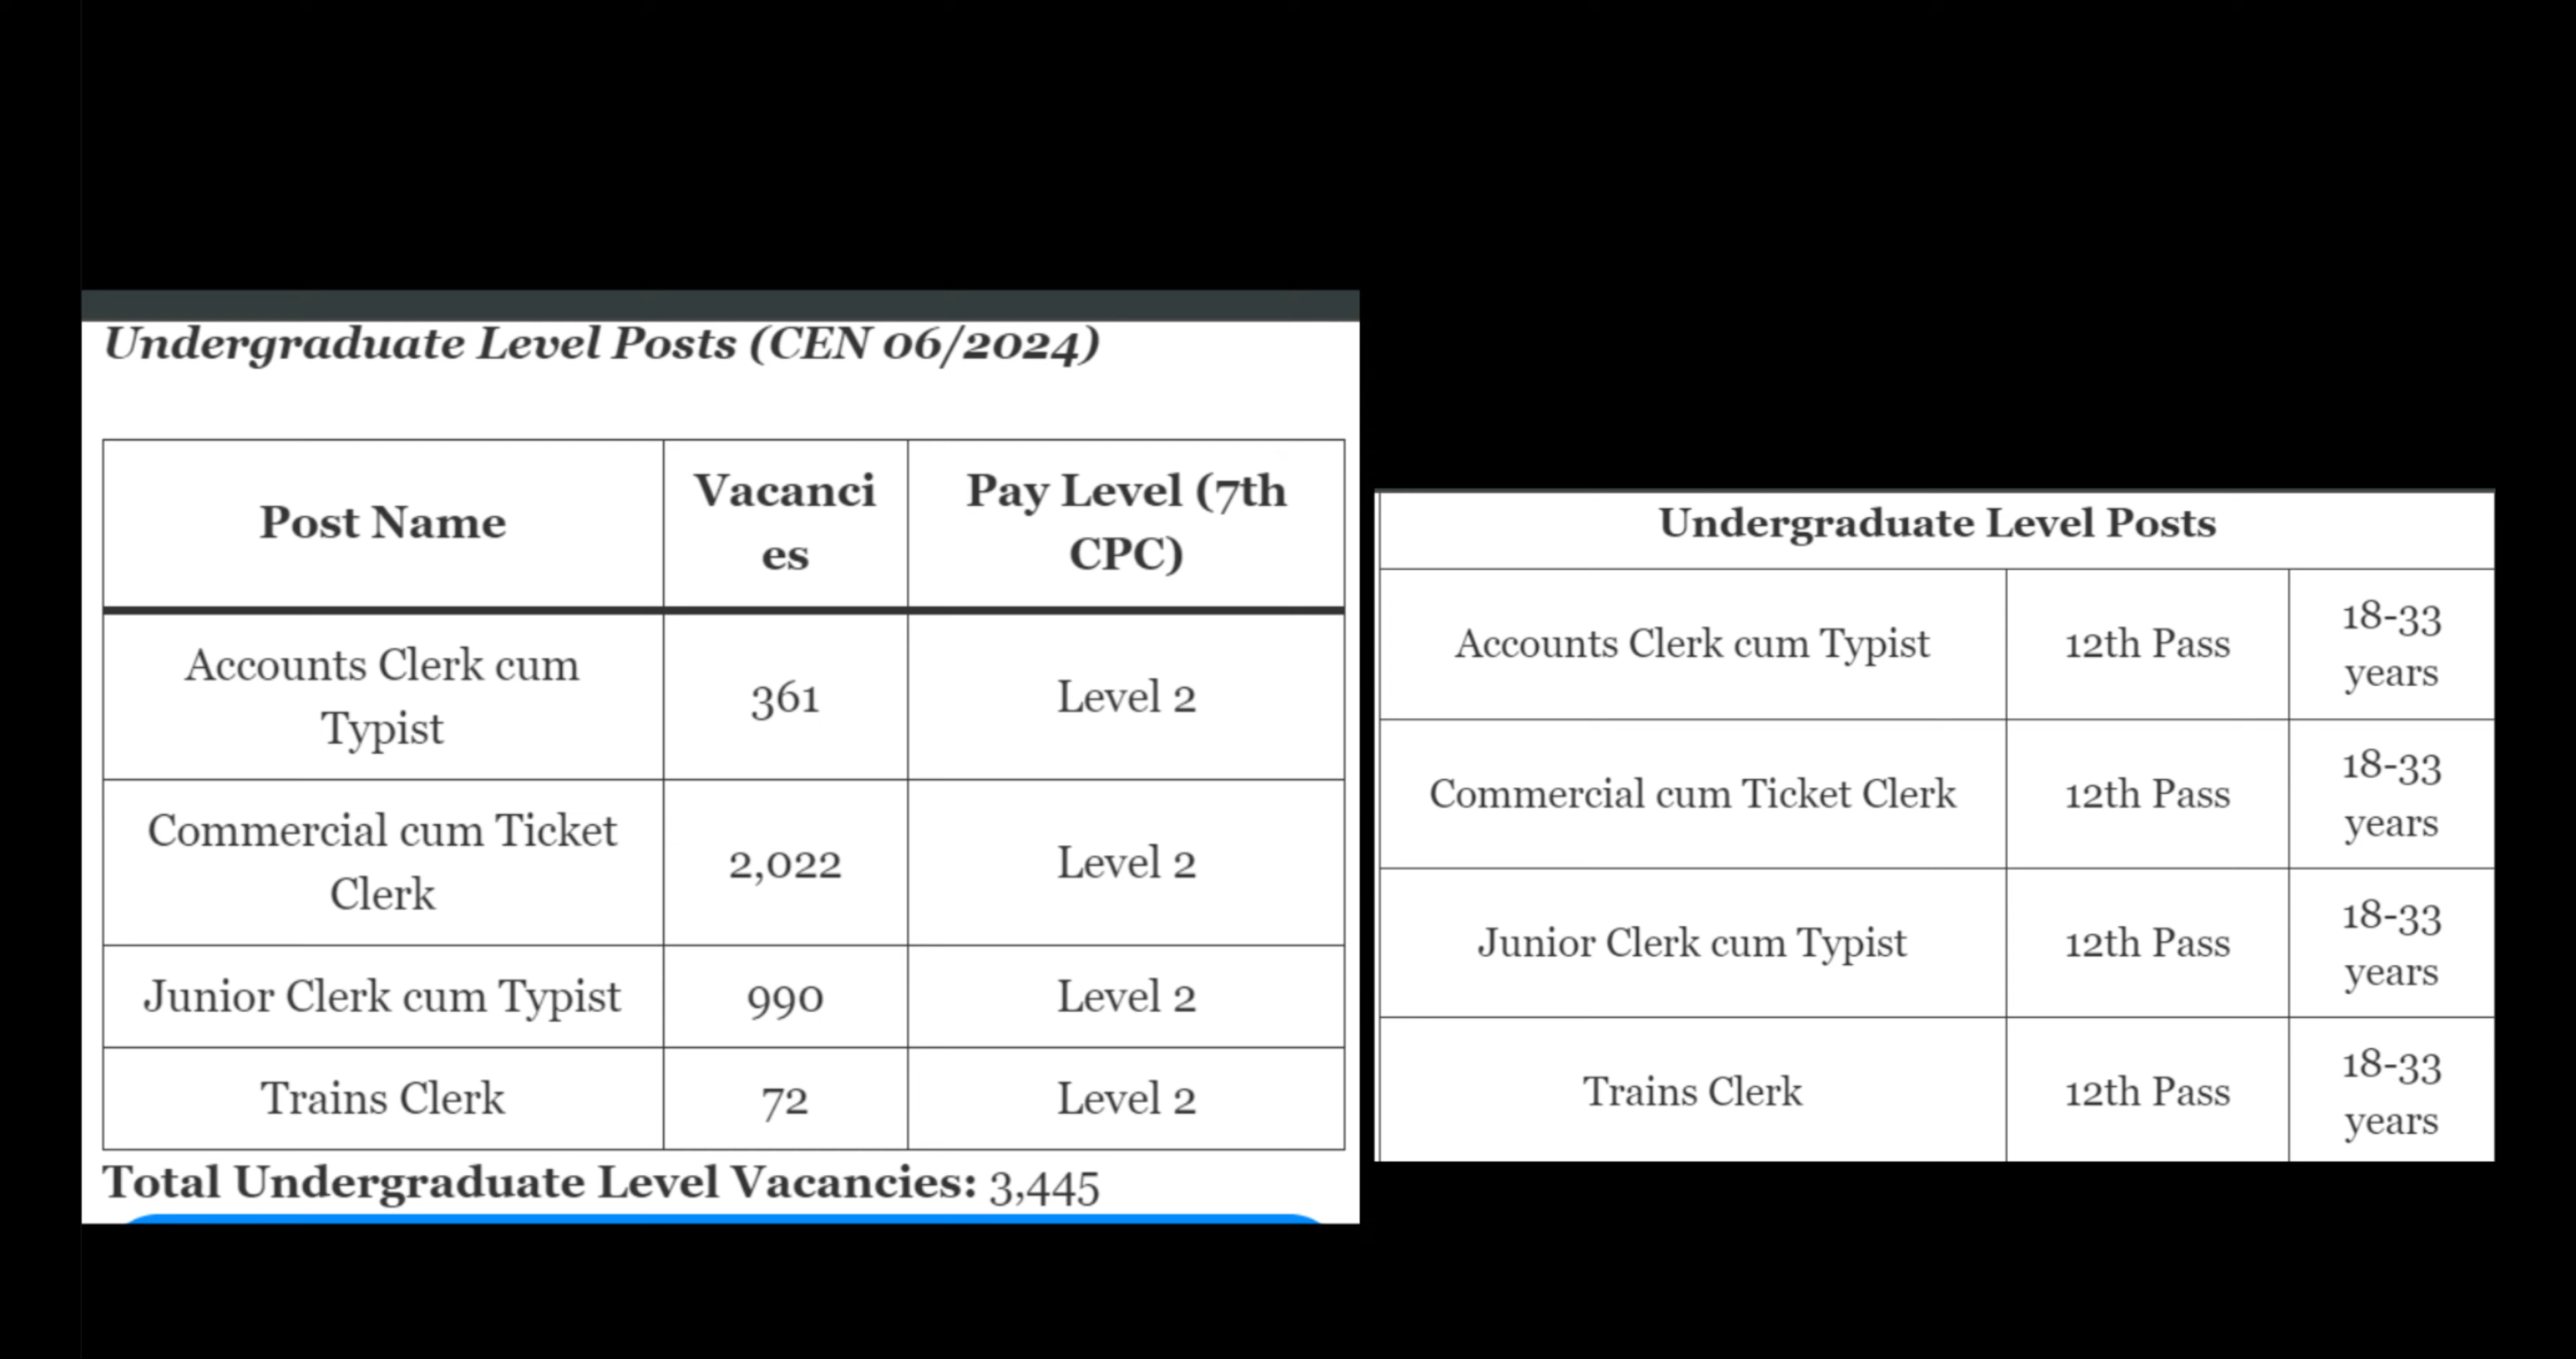 Undergraduate Level Posts (CEN 06/2024)
Post Name
Vacanci
es
Pay Level (7th
CPC)
Accounts Clerk cum
Typist
361
Level 2
Commercial cum Ticket
Clerk
2,022
Level 2
Junior Clerk cum Typist
990
Level 2
Trains Clerk
72
Level 2
Total Undergraduate Level Vacancies: 3,445
Undergraduate Level Posts
Accounts Clerk cum Typist
12th Pass
18-33
years
Commercial cum Ticket Clerk
12th Pass
18-33
years
Junior Clerk cum Typist
12th Pass
18-33
years
Trains Clerk
12th Pass
18-33
years